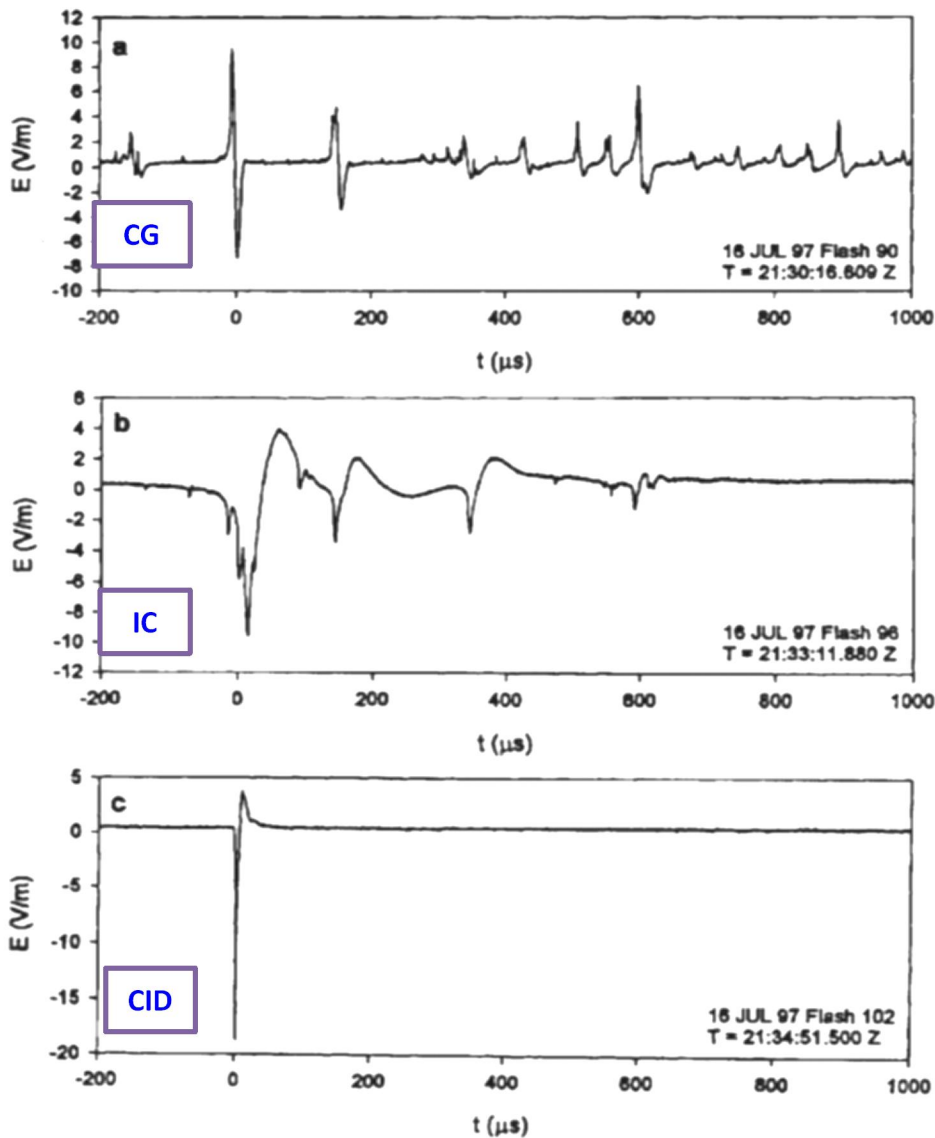 a
12
10
8
6
4
2
0
-2
-4
-6
-8
-10
E (V/m)
CG
16 JUL 97 Flash 90
T = 21:30:16.609 Z
-200 0 200 400 600 800 1000
t (μs)
b
6
4
2
0
-2
-4
-6
-8
-10
-12
E (V/m)
IC
16 JUL 97 Flash 96
T = 21:33:11.880 Z
-200 0 200 400 600 800 1000
t (μs)
c
5
0
-5
-10
-15
-20
E (V/m)
CID
16 JUL 97 Flash 102
T = 21:34:51.500 Z
-200 0 200 400 600 800 1000
t (μs)